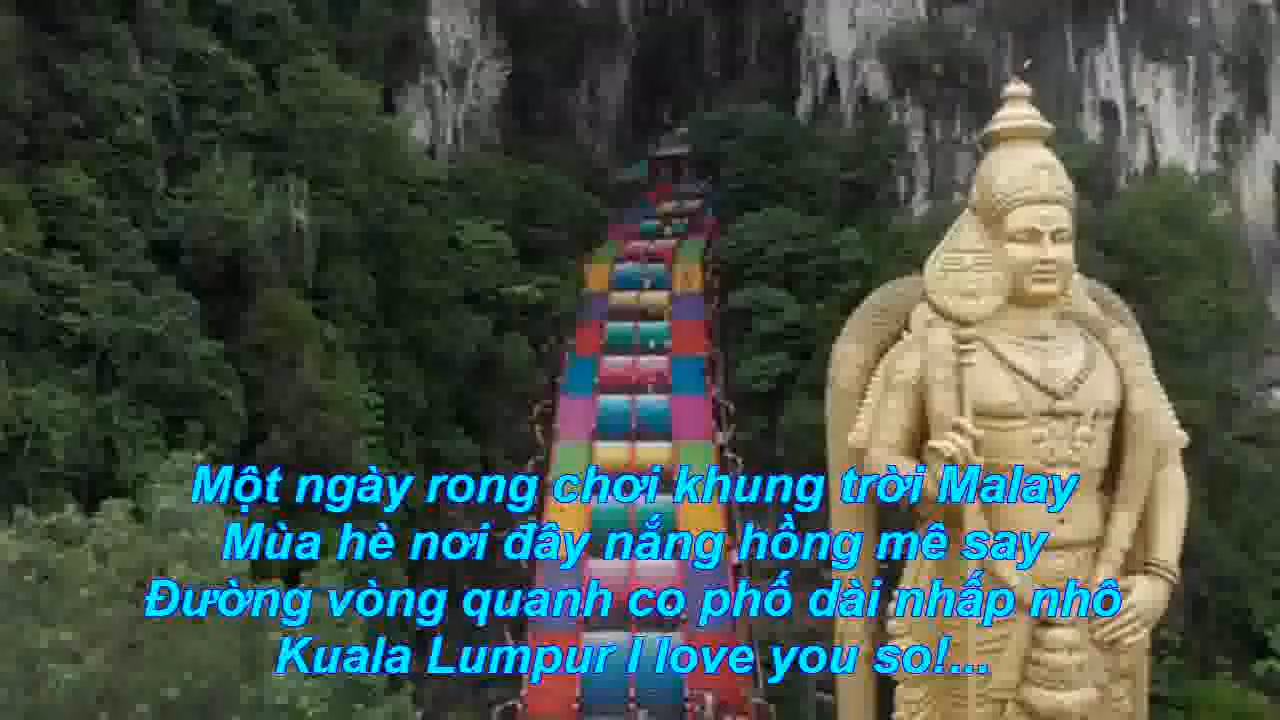 Một ngày rong chơi khung trời Malay
Mùa hè nơi đây nắng hồng mê say
Đường vòng quanh co phố dài nhấp nhô
Kuala Lumpur I love you so!...